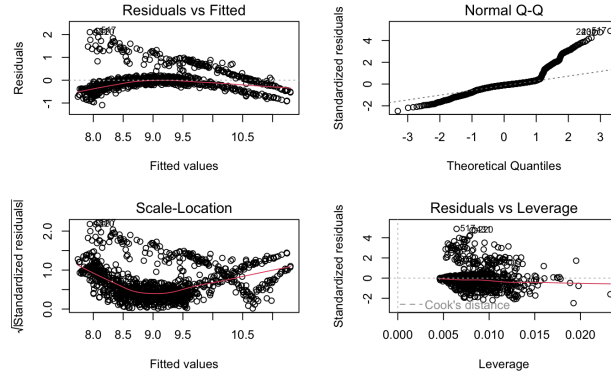 Residuals vs Fitted
Residuals
2
1
0
-1
8.0 8.5 9.0 9.5 10.5
Fitted values
Normal Q-Q
Standardized residuals
4
2
0
-2
-3 -2 -1 0 1 2 3
Theoretical Quantiles
Scale-Location
√|Standardized residuals|
2.0
1.0
0.0
8.0 8.5 9.0 9.5 10.5
Fitted values
Residuals vs Leverage
Standardized residuals
4
2
0
-2
Cook's distance
0.000 0.005 0.010 0.015 0.020
Leverage